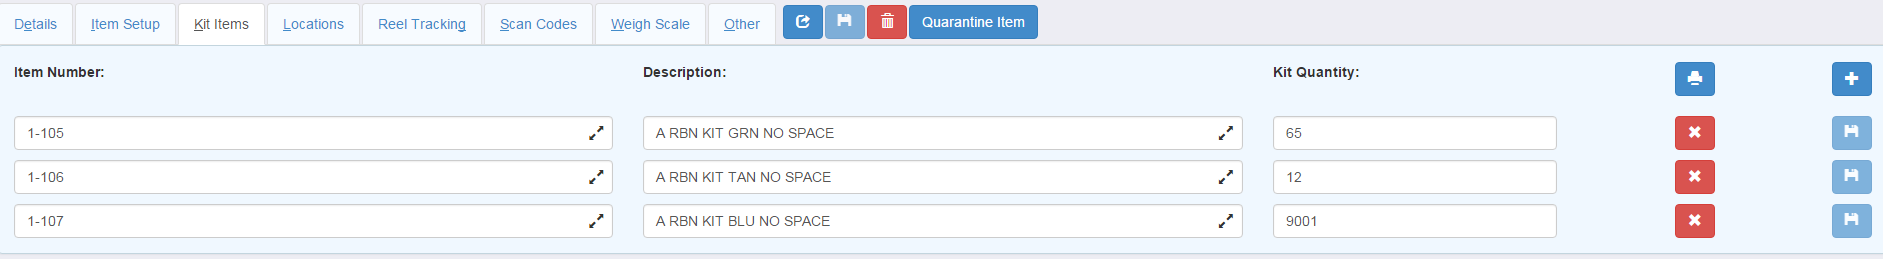 Details Item Setup Kit Items Locations Reel Tracking Scan Codes Weigh Scale Other Quarantine Item
Item Number: Description: Kit Quantity:
1-105 A RBN KIT GRN NO SPACE 65
1-106 A RBN KIT TAN NO SPACE 12
1-107 A RBN KIT BLU NO SPACE 9001